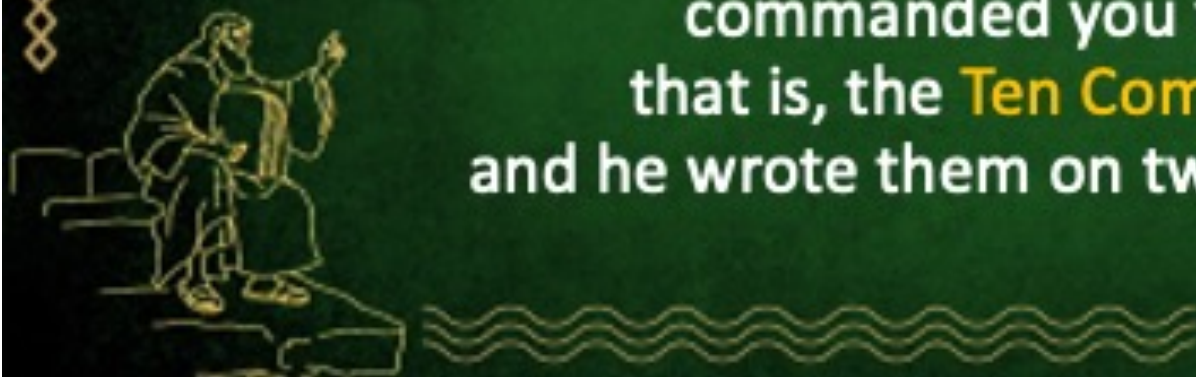 commanded you
that is, the Ten Com
and he wrote them on tw